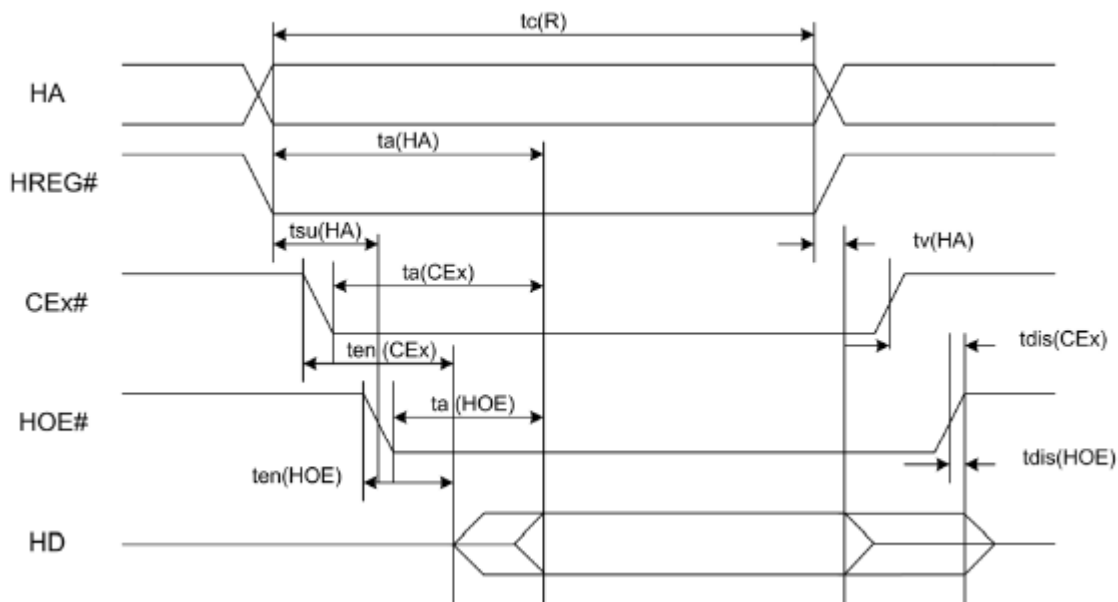 tc(R)
HA
ta(HA)
HREG#
tsu(HA)
tv(HA)
ta(CEx)
CEx#
tdis(CEx)
ten (CEx)
ta (HOE)
HOE#
tdis(HOE)
ten(HOE)
HD